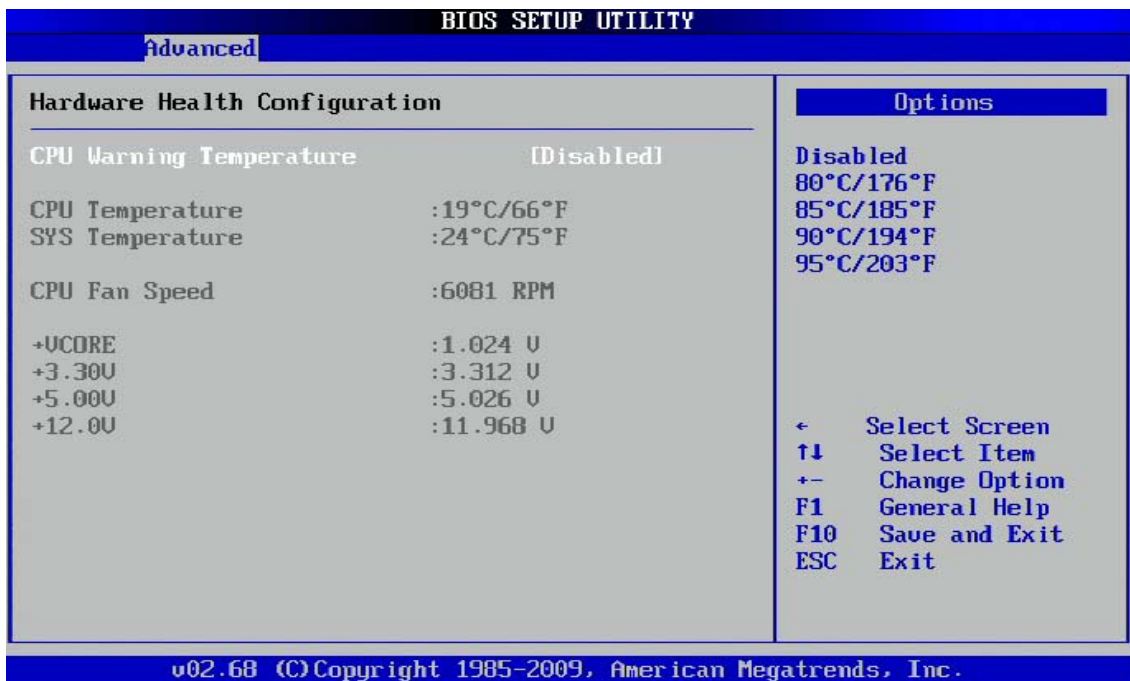 BIOS SETUP UTILITY
Advanced
Hardware Health Configuration
CPU Warning Temperature [Disabled]
CPU Temperature :19°C/66°F
SYS Temperature :24°C/75°F
CPU Fan Speed :6081 RPM
+VCORE :1.024 V
+3.30V :3.312 V
+5.00V :5.026 V
+12.0V :11.968 V
Options
Disabled
80°C/176°F
85°C/185°F
90°C/194°F
95°C/203°F
← Select Screen
↑↓ Select Item
+- Change Option
F1 General Help
F10 Save and Exit
ESC Exit
v02.68 (C)Copyright 1985-2009, American Megatrends, Inc.